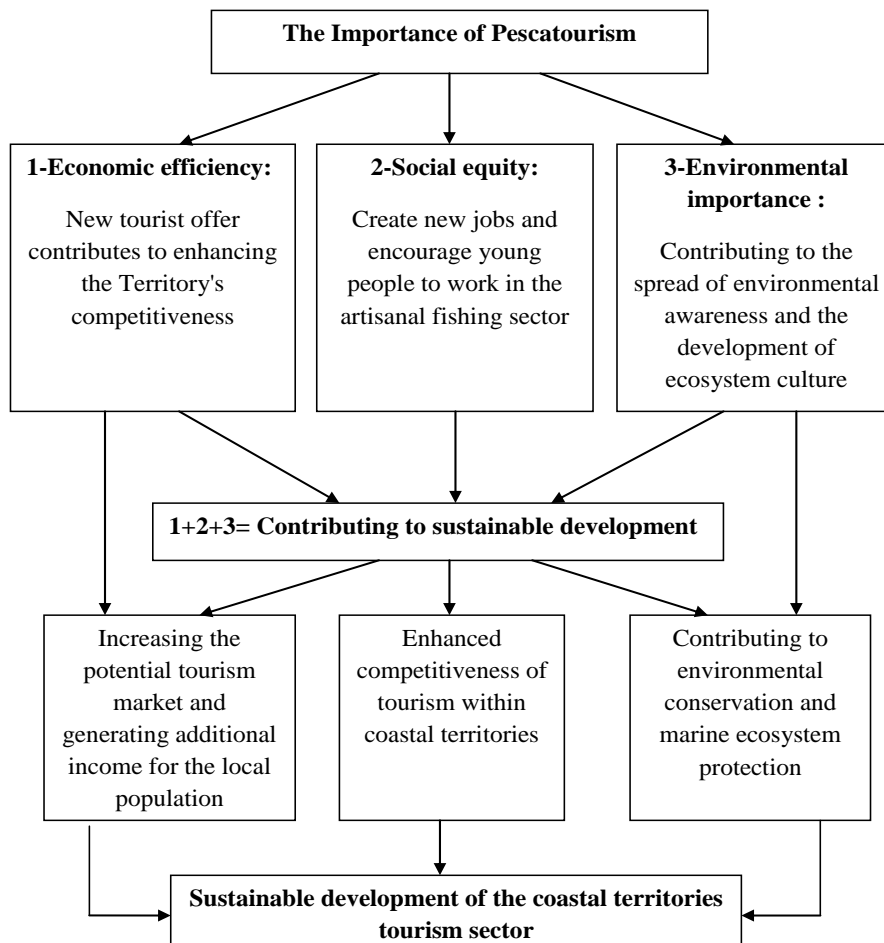 The Importance of Pescatourism
1-Economic efficiency:
New tourist offer
contributes to enhancing
the Territory's
competitiveness
2-Social equity:
Create new jobs and
encourage young
people to work in the
artisanal fishing sector
3-Environmental
importance :
Contributing to the
spread of environmental
awareness and the
development of
ecosystem culture
1+2+3= Contributing to sustainable development
Increasing the
potential tourism
market and
generating additional
income for the local
population
Enhanced
competitiveness of
tourism within
coastal territories
Contributing to
environmental
conservation and
marine ecosystem
protection
Sustainable development of the coastal territories
tourism sector